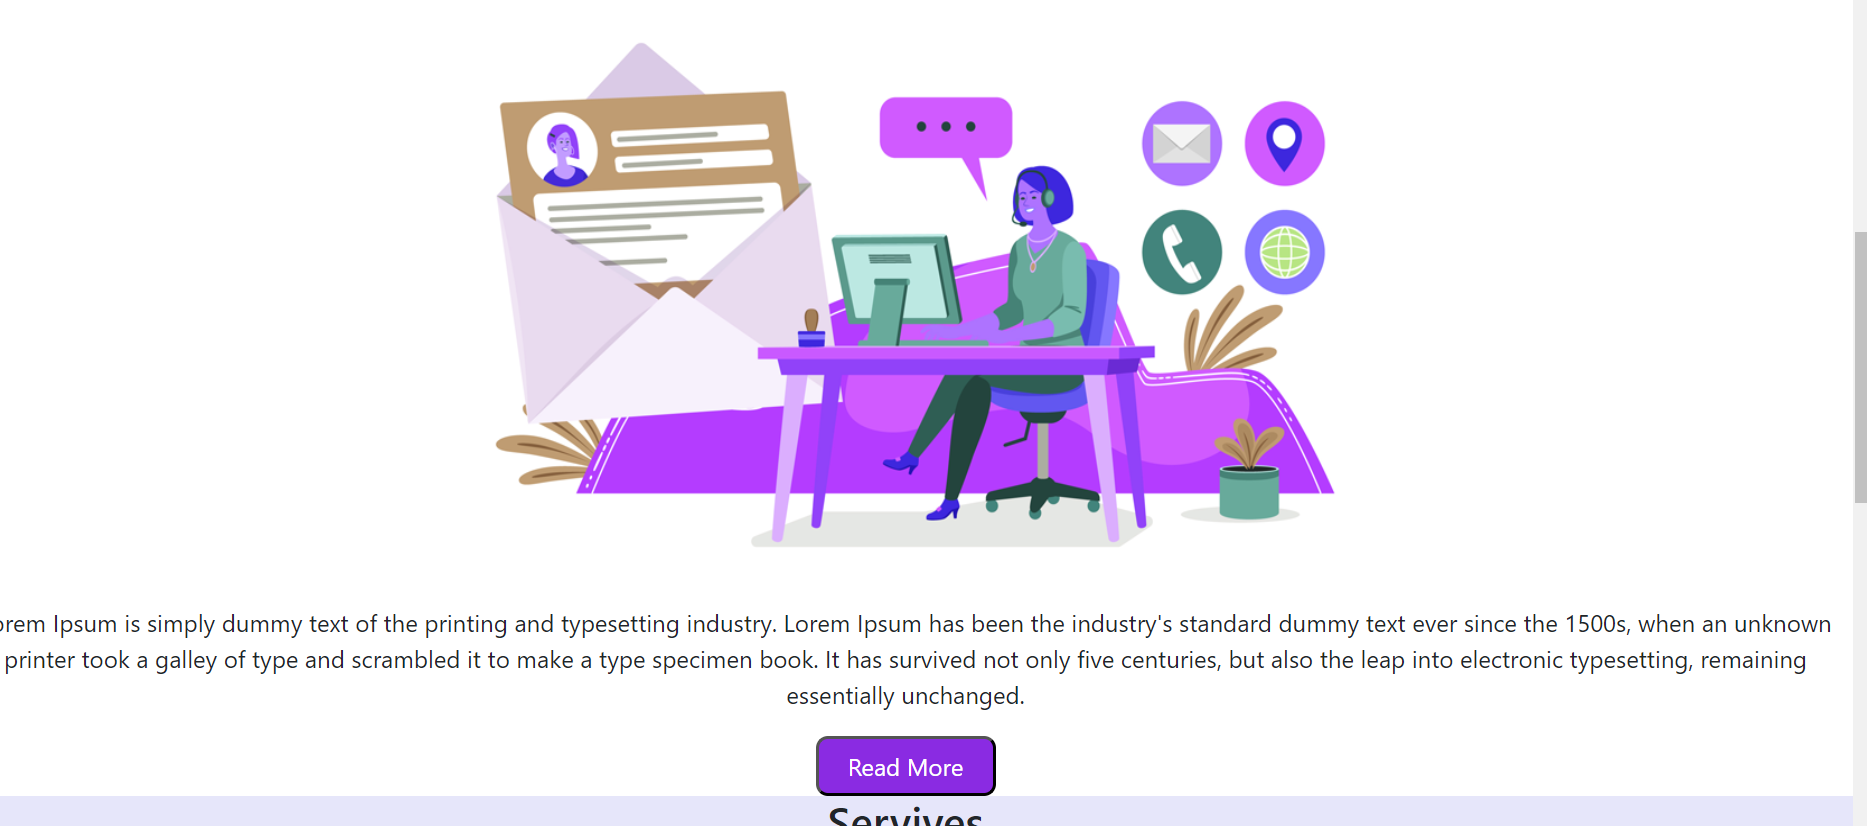 orem Ipsum is simply dummy text of the printing and typesetting industry. Lorem Ipsum has been the industry's standard dummy text ever since the 1500s, when an unknown
printer took a galley of type and scrambled it to make a type specimen book. It has survived not only five centuries, but also the leap into electronic typesetting, remaining
essentially unchanged.
Read More
Servives